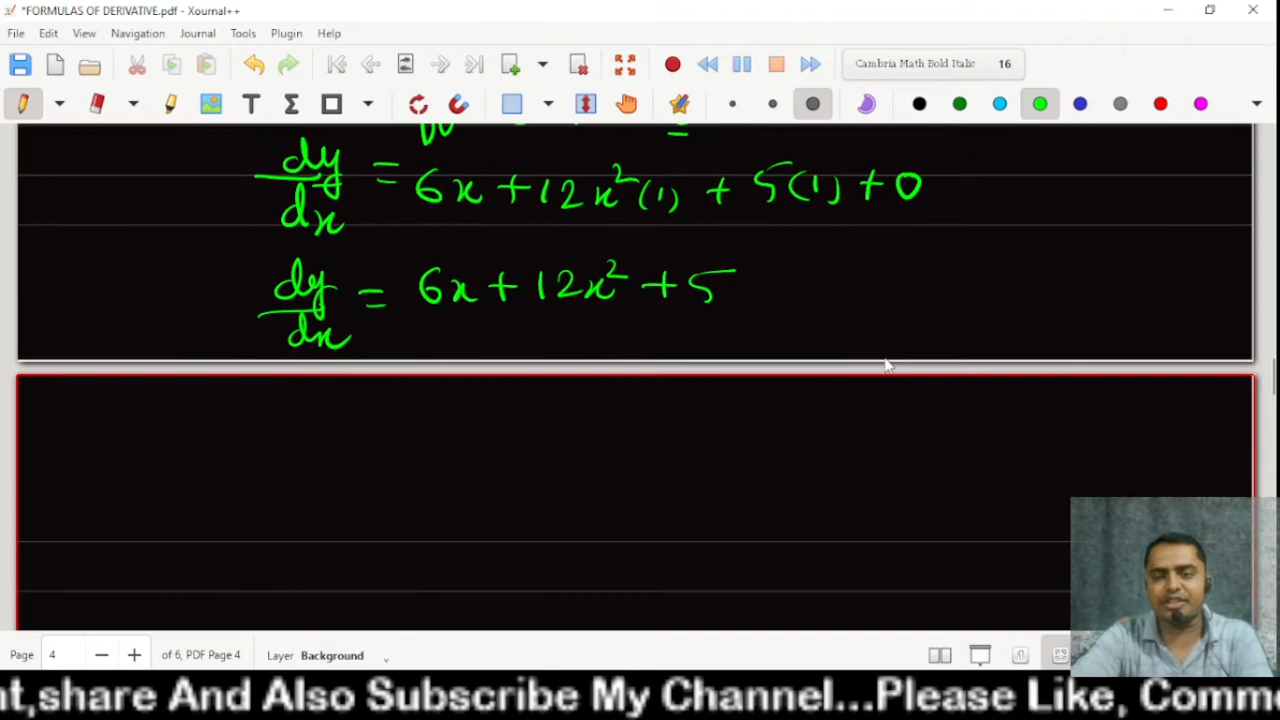 *FORMULAS OF DERIVATIVE.pdf - Xournal++
File Edit View Navigation Journal Tools Plugin Help
Cambria Math Bold Italic 16
dy/dx = 6x + 12x²(1) + 5(1) + 0
dy/dx = 6x + 12x² + 5
Page 4 of 6, PDF Page 4 Layer Background
nt,share And Also Subscribe My Channel...Please Like, Comme